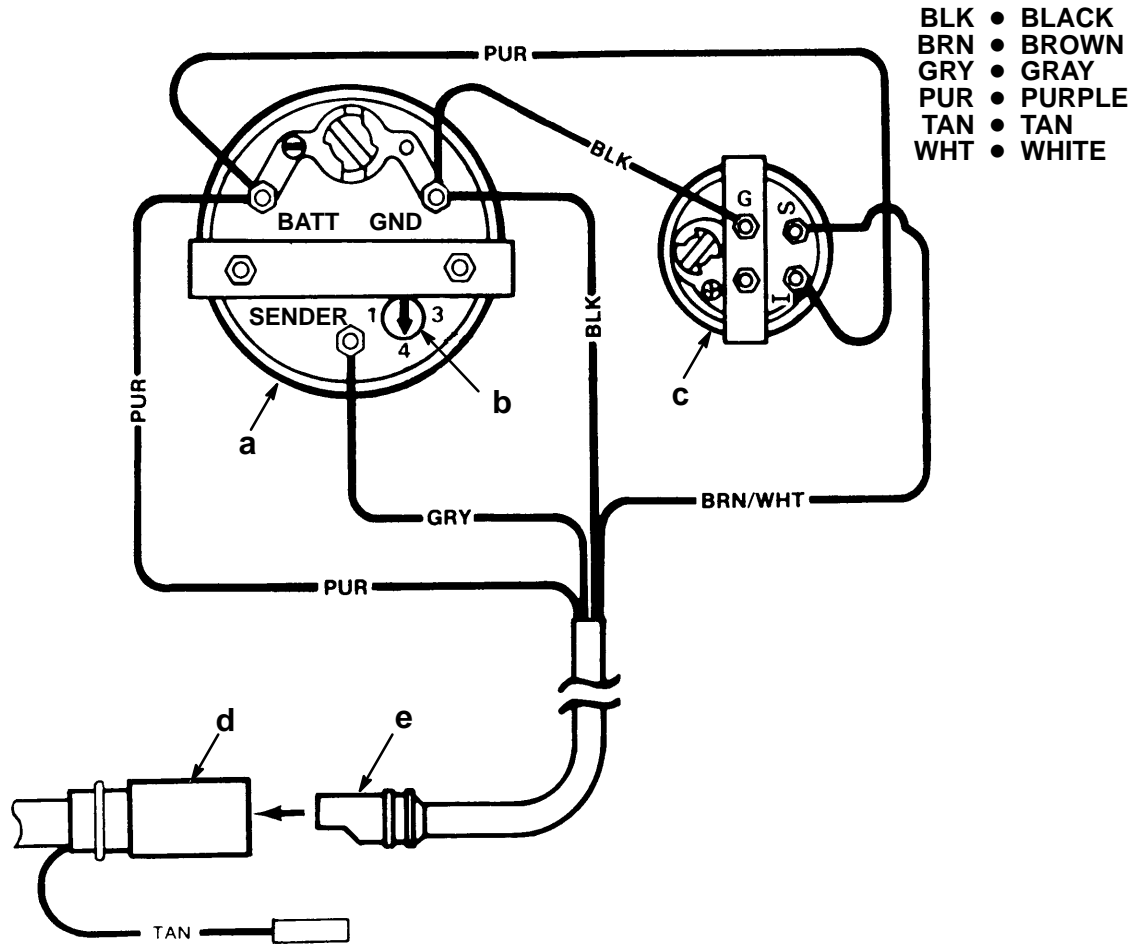 BLK • BLACK
BRN • BROWN
GRY • GRAY
PUR • PURPLE
TAN • TAN
WHT • WHITE
PUR
BLK
G
S
I
BATT GND
SENDER
1
3
4
BLK
PUR
a
b
c
GRY
BRN/WHT
PUR
d
e
TAN